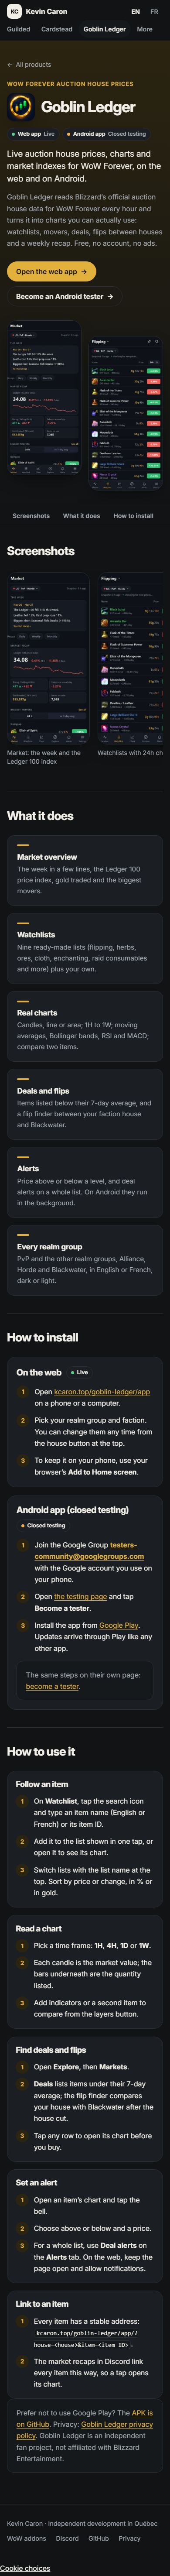 KC Kevin Caron EN FR
Guilded Cardstead Goblin Ledger More
← All products
WOW FOREVER AUCTION HOUSE PRICES
Goblin Ledger
Web app Live Android app Closed testing
Live auction house prices, charts and
market indexes for WoW Forever, on the
web and on Android.
Goblin Ledger reads Blizzard's official auction
house data for WoW Forever every hour and
turns it into charts you can actually use:
watchlists, movers, deals, flips between houses
and a weekly recap. Free, no account, no ads.
Open the web app →
Become an Android tester →
Screenshots What it does How to install
Screenshots
Market: the week and the
Ledger 100 index
Watchlists with 24h ch
What it does
Market overview
The week in a few lines, the Ledger 100
price index, gold traded and the biggest
movers.
Watchlists
Nine ready-made lists (flipping, herbs,
ores, cloth, enchanting, raid consumables
and more) plus your own.
Real charts
Candles, line or area; 1H to 1W; moving
averages, Bollinger bands, RSI and MACD;
compare two items.
Deals and flips
Items listed below their 7-day average, and
a flip finder between your faction house
and Blackwater.
Alerts
Price above or below a level, and deal
alerts on a whole list. On Android they run
in the background.
Every realm group
PvP and the other realm groups, Alliance,
Horde and Blackwater, in English or French,
dark or light.
How to install
On the web Live
1 Open kcaron.top/goblin-ledger/app
on a phone or a computer.
2 Pick your realm group and faction.
You can change them any time from
the house button at the top.
3 To keep it on your phone, use your
browser's Add to Home screen.
Android app (closed testing)
Closed testing
1 Join the Google Group testers-
community@googlegroups.com
with the Google account you use on
your phone.
2 Open the testing page and tap
Become a tester.
3 Install the app from Google Play.
Updates arrive through Play like any
other app.
The same steps on their own page:
become a tester.
How to use it
Follow an item
1 On Watchlist, tap the search icon
and type an item name (English or
French) or its item ID.
2 Add it to the list shown in one tap, or
open it to see its chart.
3 Switch lists with the list name at the
top. Sort by price or change, in % or
in gold.
Read a chart
1 Pick a time frame: 1H, 4H, 1D or 1W.
2 Each candle is the market value; the
bars underneath are the quantity
listed.
3 Add indicators or a second item to
compare from the layers button.
Find deals and flips
1 Open Explore, then Markets.
2 Deals lists items under their 7-day
average; the flip finder compares
your house with Blackwater after the
house cut.
3 Tap any row to open its chart before
you buy.
Set an alert
1 Open an item's chart and tap the
bell.
2 Choose above or below and a price.
3 For a whole list, use Deal alerts on
the Alerts tab. On the web, keep the
page open and allow notifications.
Link to an item
1 Every item has a stable address:
kcaron.top/goblin-ledger/app/?
house=<house>&item=<item ID> .
2 The market recaps in Discord link
every item this way, so a tap opens
its chart.
Prefer not to use Google Play? The APK is
on GitHub. Privacy: Goblin Ledger privacy
policy. Goblin Ledger is an independent
fan project, not affiliated with Blizzard
Entertainment.
Kevin Caron · Independent development in Québec
WoW addons Discord GitHub Privacy
Cookie choices